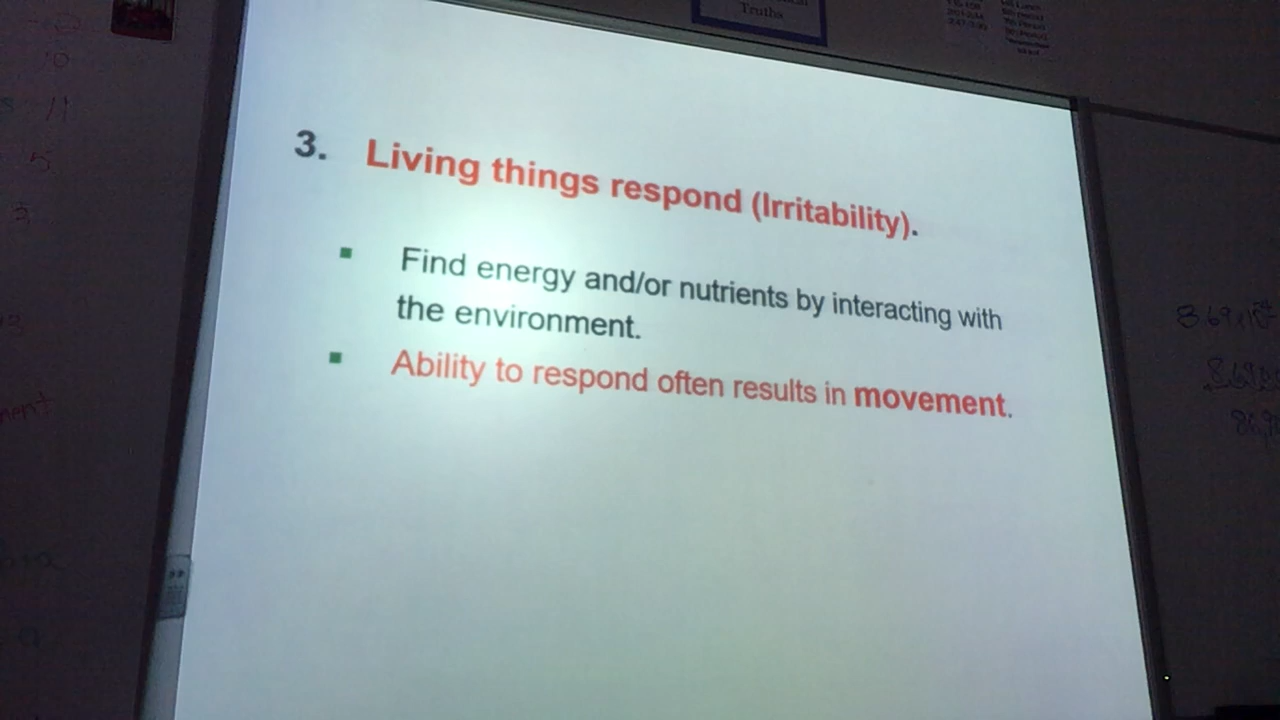 Truths
3. Living things respond (Irritability).
▪ Find energy and/or nutrients by interacting with
the environment.
▪ Ability to respond often results in movement.